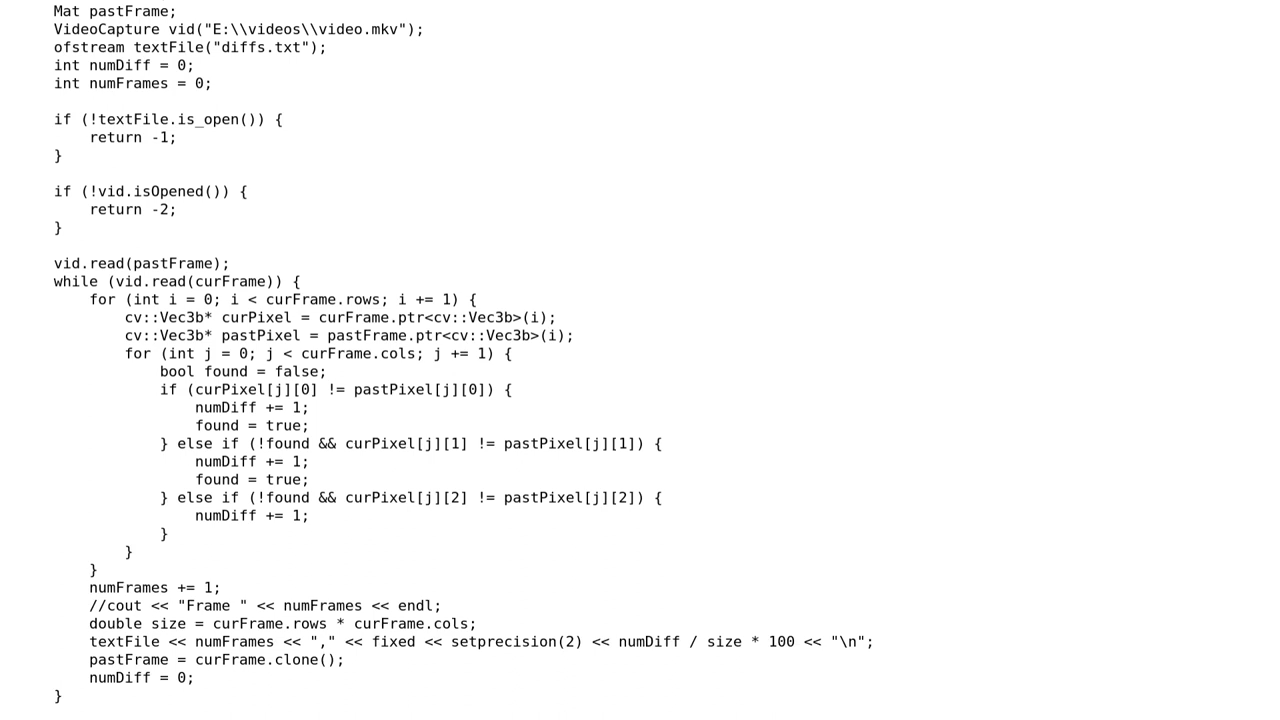 Mat pastFrame;
VideoCapture vid("E:\\videos\\video.mkv");
ofstream textFile("diffs.txt");
int numDiff = 0;
int numFrames = 0;

if (!textFile.is_open()) {
    return -1;
}

if (!vid.isOpened()) {
    return -2;
}

vid.read(pastFrame);
while (vid.read(curFrame)) {
    for (int i = 0; i < curFrame.rows; i += 1) {
        cv::Vec3b* curPixel = curFrame.ptr<cv::Vec3b>(i);
        cv::Vec3b* pastPixel = pastFrame.ptr<cv::Vec3b>(i);
        for (int j = 0; j < curFrame.cols; j += 1) {
            bool found = false;
            if (curPixel[j][0] != pastPixel[j][0]) {
                numDiff += 1;
                found = true;
            } else if (!found && curPixel[j][1] != pastPixel[j][1]) {
                numDiff += 1;
                found = true;
            } else if (!found && curPixel[j][2] != pastPixel[j][2]) {
                numDiff += 1;
            }
        }
    }
    numFrames += 1;
    //cout << "Frame " << numFrames << endl;
    double size = curFrame.rows * curFrame.cols;
    textFile << numFrames << "," << fixed << setprecision(2) << numDiff / size * 100 << "\n";
    pastFrame = curFrame.clone();
    numDiff = 0;
}